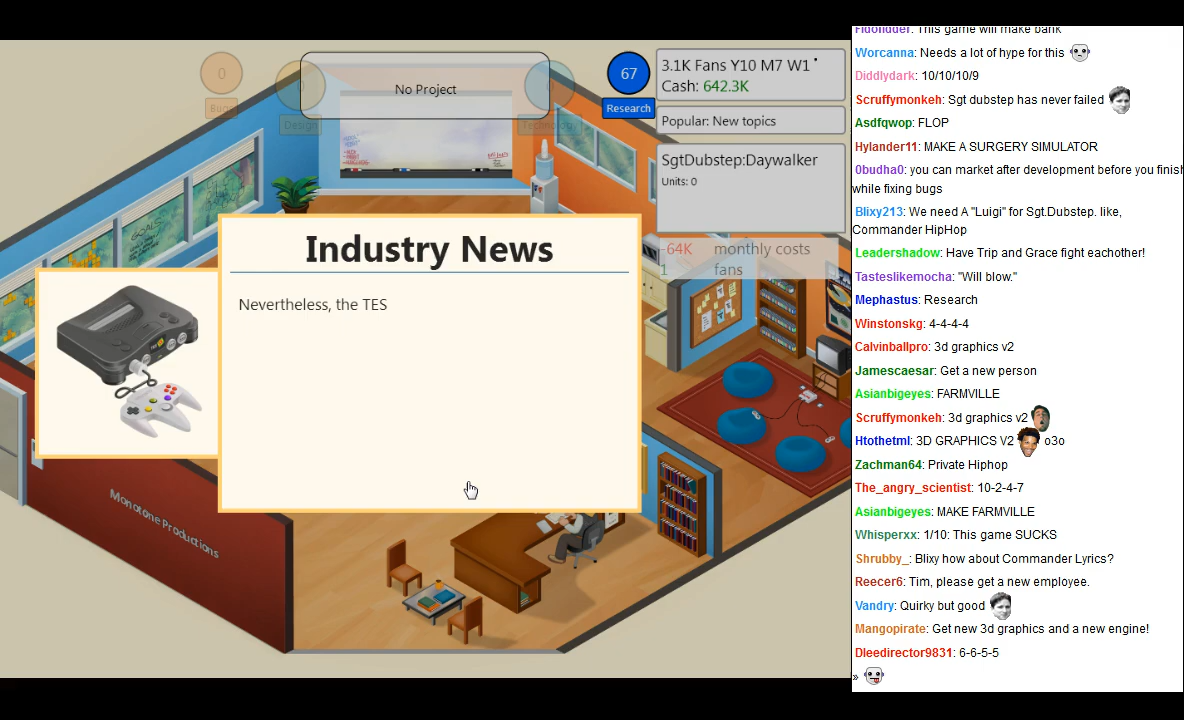 0
Bugs
Design
No Project
Technology
67
Research
3.1K Fans Y10 M7 W1
Cash: 642.3K
Popular: New topics
SgtDubstep:Daywalker
Units: 0
-64K monthly costs
1 fans
GOALS
Industry News
Nevertheless, the TES
Monotone Productions
Fidofidder: This game will make bank
Worcanna: Needs a lot of hype for this
Diddlydark: 10/10/10/9
Scruffymonkeh: Sgt dubstep has never failed
Asdfqwop: FLOP
Hylander11: MAKE A SURGERY SIMULATOR
0budha0: you can market after development before you finish
while fixing bugs
Blixy213: We need A "Luigi" for Sgt.Dubstep. like,
Commander HipHop
Leadershadow: Have Trip and Grace fight eachother!
Tasteslikemocha: "Will blow."
Mephastus: Research
Winstonskg: 4-4-4-4
Calvinballpro: 3d graphics v2
Jamescaesar: Get a new person
Asianbigeyes: FARMVILLE
Scruffymonkeh: 3d graphics v2
Htothetml: 3D GRAPHICS V2 o3o
Zachman64: Private Hiphop
The_angry_scientist: 10-2-4-7
Asianbigeyes: MAKE FARMVILLE
Whisperxx: 1/10: This game SUCKS
Shrubby_: Blixy how about Commander Lyrics?
Reecer6: Tim, please get a new employee.
Vandry: Quirky but good
Mangopirate: Get new 3d graphics and a new engine!
Dleedirector9831: 6-6-5-5
»